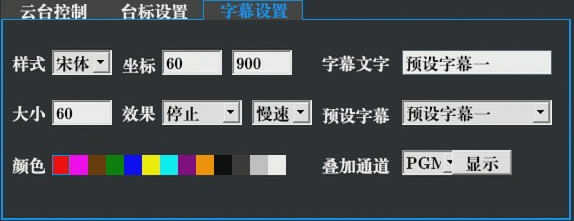 云台控制 台标设置 字幕设置
样式 宋体 坐标 60 900 字幕文字 预设字幕一
大小 60 效果 停止 慢速 预设字幕 预设字幕一
颜色 叠加通道 PGM 显示